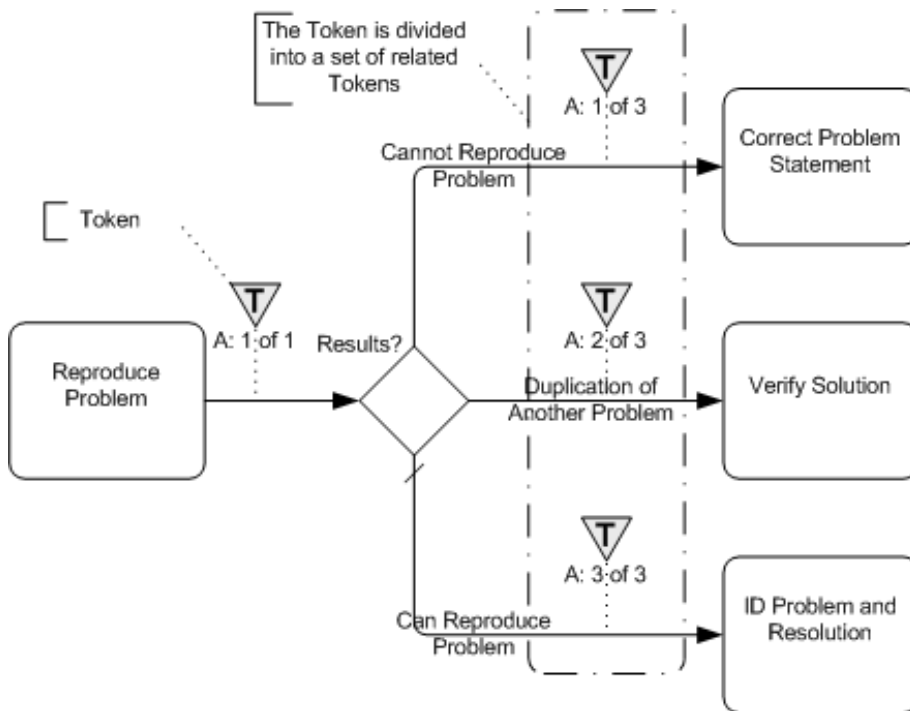 The Token is divided
into a set of related
Tokens
T
A: 1 of 3
Cannot Reproduce
Problem
Correct Problem
Statement
Token
T
A: 1 of 1
Reproduce
Problem
Results?
T
A: 2 of 3
Duplication of
Another Problem
Verify Solution
T
A: 3 of 3
Can Reproduce
Problem
ID Problem and
Resolution